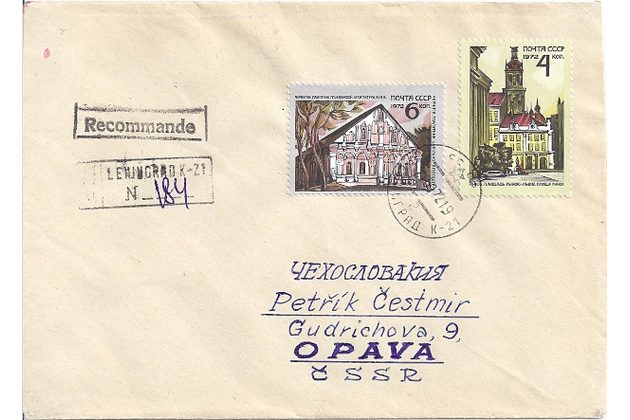 ПОЧТА СССР
1972
6 КОП.
ПОЧТА СССР
1972
4 КОП.
Recommande
LENINGRAD K-21
N 184
ГРАД К-21
ЧЕХОСЛОВАКИЯ
Petřík Čestmir
Gudrichova, 9,
OPAVA
ČSSR